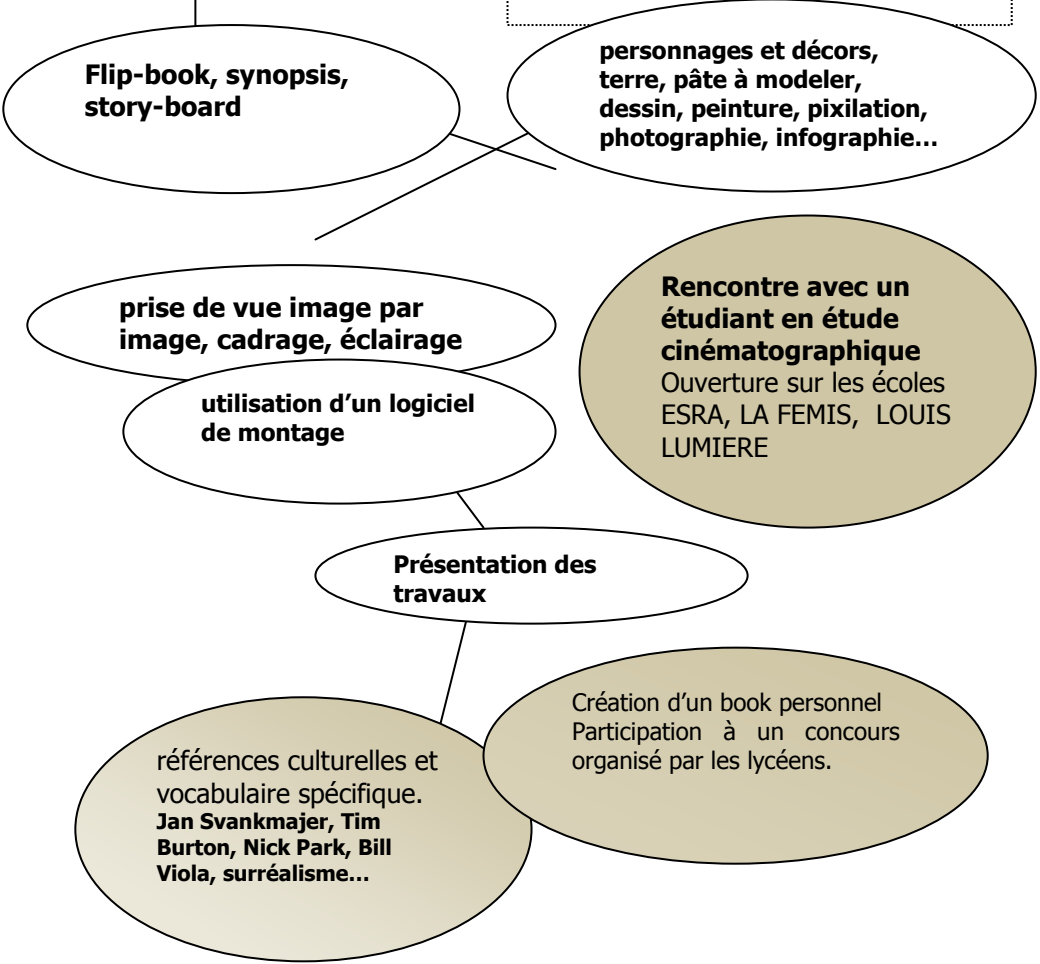 Flip-book, synopsis,
story-board
personnages et décors,
terre, pâte à modeler,
dessin, peinture, pixilation,
photographie, infographie…
prise de vue image par
image, cadrage, éclairage
Rencontre avec un
étudiant en étude
cinématographique
Ouverture sur les écoles
ESRA, LA FEMIS, LOUIS
LUMIERE
utilisation d’un logiciel
de montage
Présentation des
travaux
Création d’un book personnel
Participation à un concours
organisé par les lycéens.
références culturelles et
vocabulaire spécifique.
Jan Svankmajer, Tim
Burton, Nick Park, Bill
Viola, surréalisme…